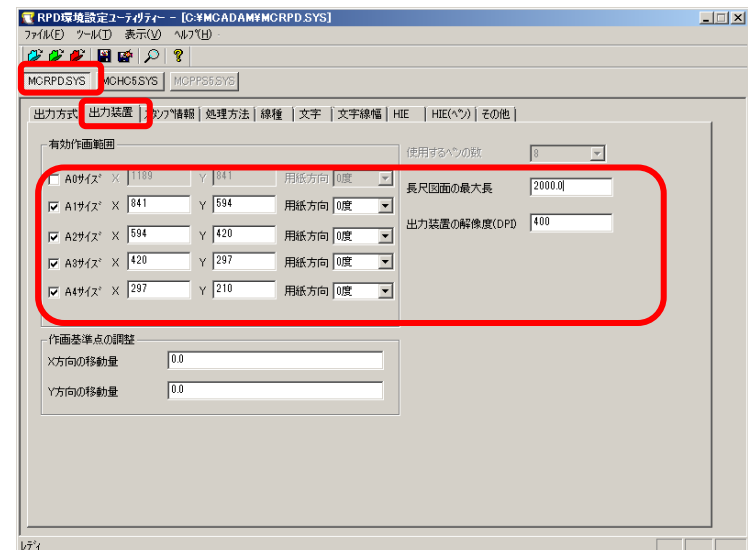 RPD環境設定ユーティリティー - [C:¥MCADAM¥MCRPD.SYS]
ファイル(F) ツール(T) 表示(V) ヘルプ(H)
MCRPD.SYS MCHC5.SYS MCPPS5.SYS
出力方式 出力装置 スタンプ情報 処理方法 線種 文字 文字線幅 HIE HIE(ペン) その他
有効作画範囲
使用するペンの数 8
A0サイズ X 1189 Y 841 用紙方向 0度
長尺図面の最大長 2000.0
A1サイズ X 841 Y 594 用紙方向 0度
出力装置の解像度(DPI) 400
A2サイズ X 594 Y 420 用紙方向 0度
A3サイズ X 420 Y 297 用紙方向 0度
A4サイズ X 297 Y 210 用紙方向 0度
作画基準点の調整
X方向の移動量 0.0
Y方向の移動量 0.0
レディ